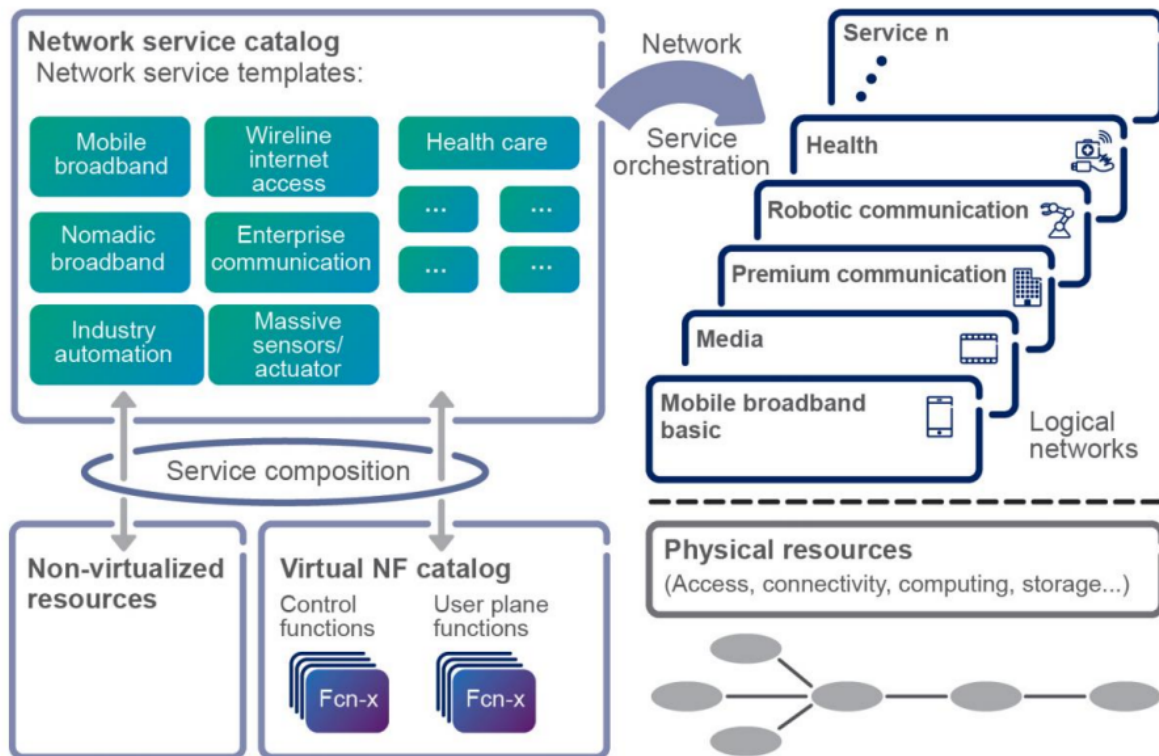 Network service catalog
Network service templates:
Mobile
broadband
Wireline
internet
access
Health care
...
...
Nomadic
broadband
Enterprise
communication
...
...
Industry
automation
Massive
sensors/
actuator
Service composition
Non-virtualized
resources
Virtual NF catalog
Control
functions
User plane
functions
Fcn-x
Fcn-x
Network
Service
orchestration
Service n
Health
Robotic communication
Premium communication
Media
Mobile broadband
basic
Logical
networks
Physical resources
(Access, connectivity, computing, storage...)